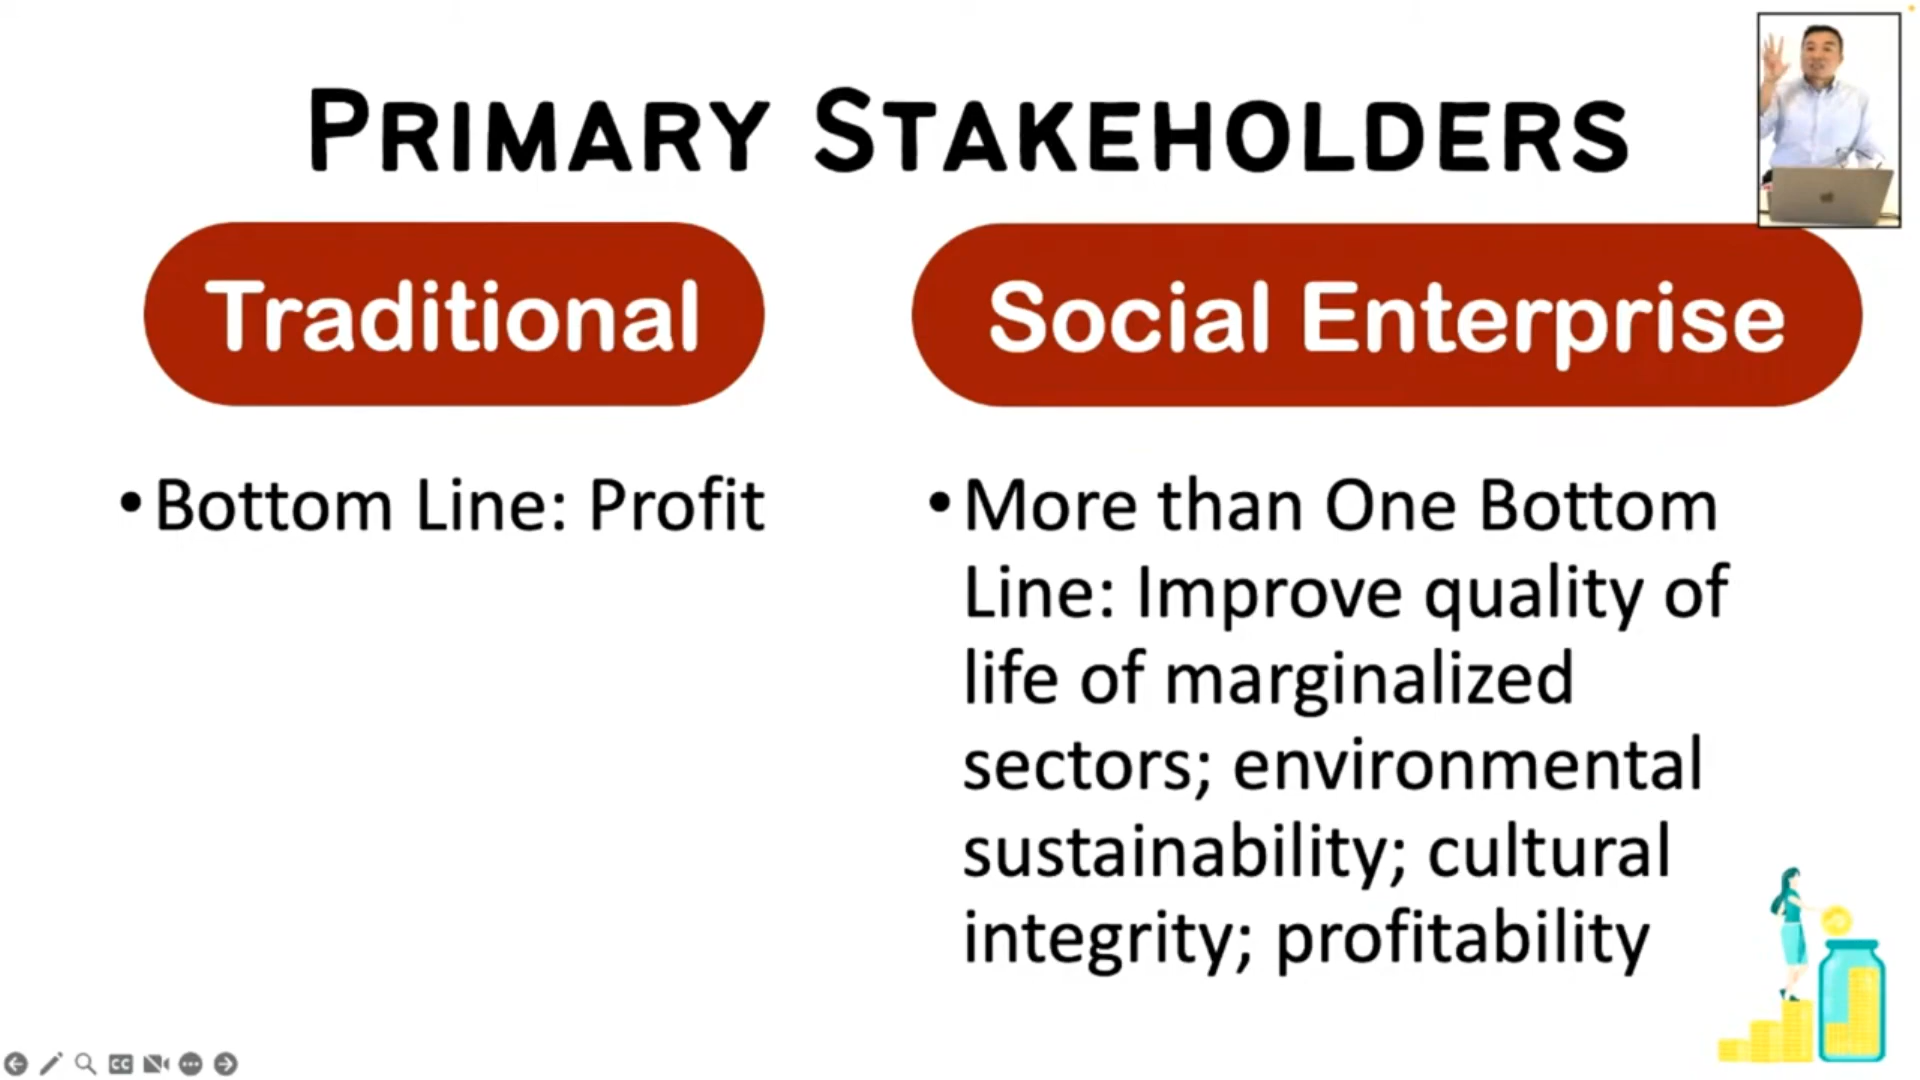 PRIMARY STAKEHOLDERS
Traditional
Social Enterprise
•Bottom Line: Profit
•More than One Bottom
Line: Improve quality of
life of marginalized
sectors; environmental
sustainability; cultural
integrity; profitability
CC